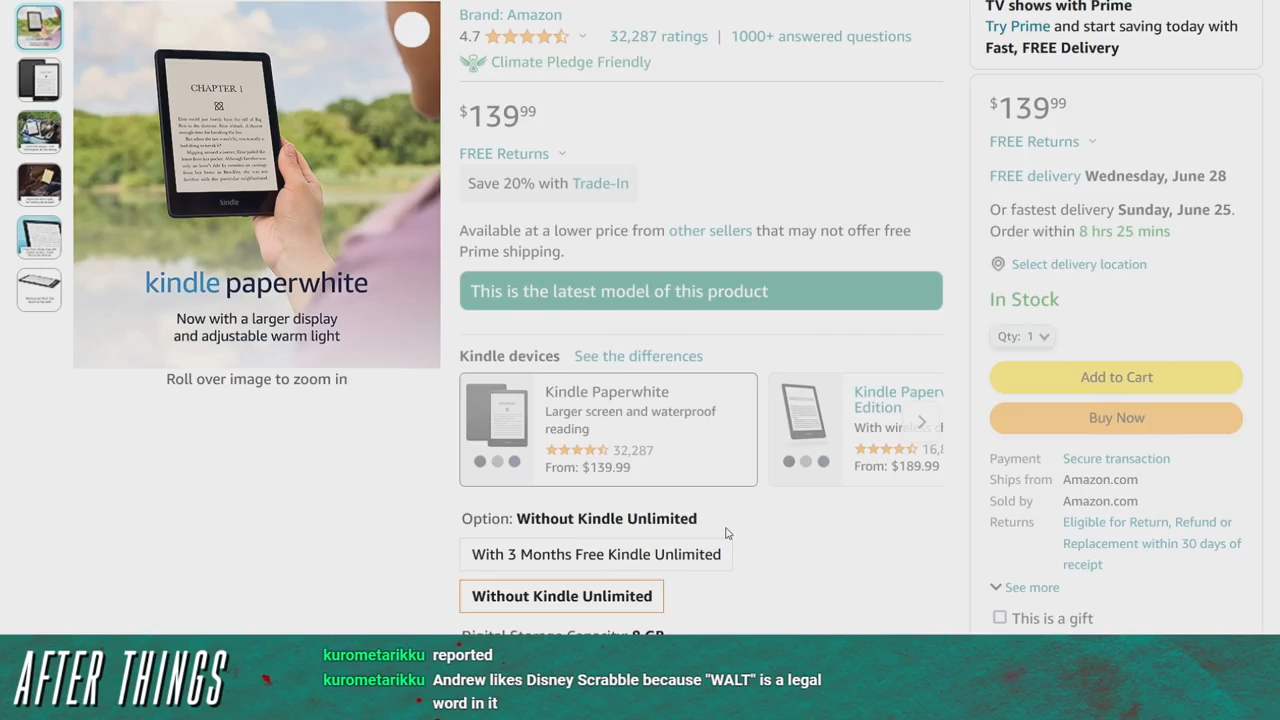 TV shows with Prime
Try Prime and start saving today with
Fast, FREE Delivery
Brand: Amazon
4.7
32,287 ratings | 1000+ answered questions
Climate Pledge Friendly
$139.99
FREE Returns
Save 20% with Trade-In
Available at a lower price from other sellers that may not offer free
Prime shipping.
This is the latest model of this product
CHAPTER 1
kindle
kindle paperwhite
Now with a larger display
and adjustable warm light
Roll over image to zoom in
Kindle devices See the differences
Kindle Paperwhite
Larger screen and waterproof
reading
32,287
From: $139.99
Kindle Paperw
Edition
With wireless ch
16,8
From: $189.99
Option: Without Kindle Unlimited
With 3 Months Free Kindle Unlimited
Without Kindle Unlimited
Digital Storage Capacity: 8 GB
$139.99
FREE Returns
FREE delivery Wednesday, June 28
Or fastest delivery Sunday, June 25.
Order within 8 hrs 25 mins
Select delivery location
In Stock
Qty: 1
Add to Cart
Buy Now
Payment Secure transaction
Ships from Amazon.com
Sold by Amazon.com
Returns Eligible for Return, Refund or
Replacement within 30 days of
receipt
See more
This is a gift
AFTER THINGS
kurometarikku reported
kurometarikku Andrew likes Disney Scrabble because "WALT" is a legal
word in it